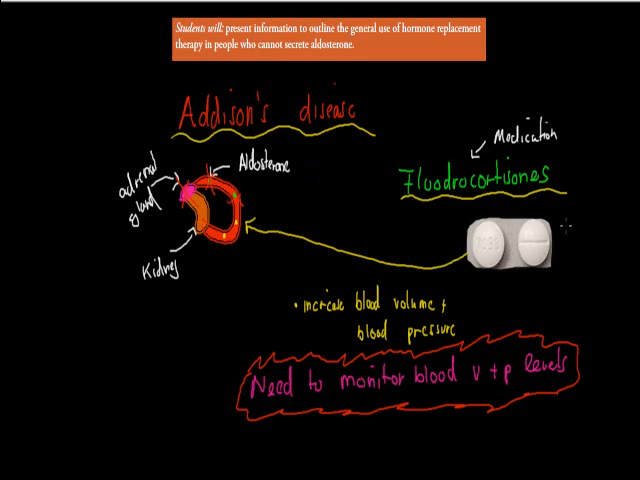 Students will: present information to outline the general use of hormone replacement
therapy in people who cannot secrete aldosterone.
Addison's disease
Medication
Aldosterone
Fludrocortisones
adrenal
gland
Kidney
• increase blood volume +
blood pressure
Need to monitor blood v + p levels